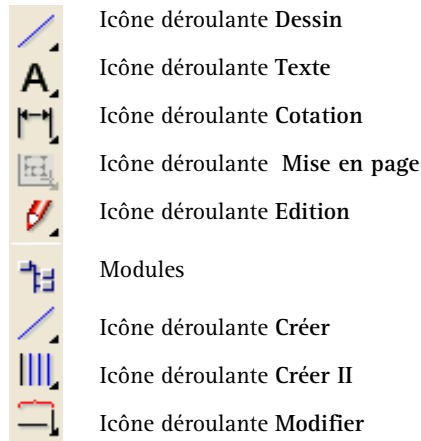 Icône déroulante Dessin
A Icône déroulante Texte
Icône déroulante Cotation
Icône déroulante Mise en page
Icône déroulante Edition
Modules
Icône déroulante Créer
Icône déroulante Créer II
Icône déroulante Modifier